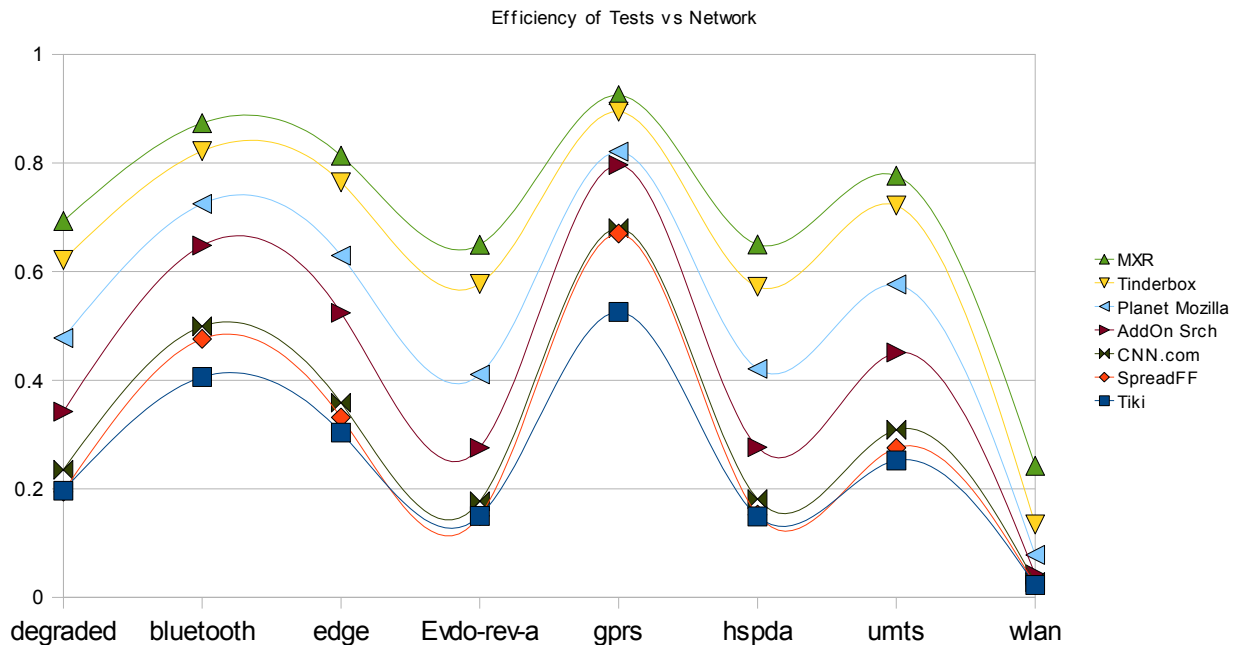 Efficiency of Tests vs Network
1
0.8
0.6
0.4
0.2
0
degraded bluetooth edge Evdo-rev-a gprs hspda umts wlan
MXR
Tinderbox
Planet Mozilla
AddOn Srch
CNN.com
SpreadFF
Tiki